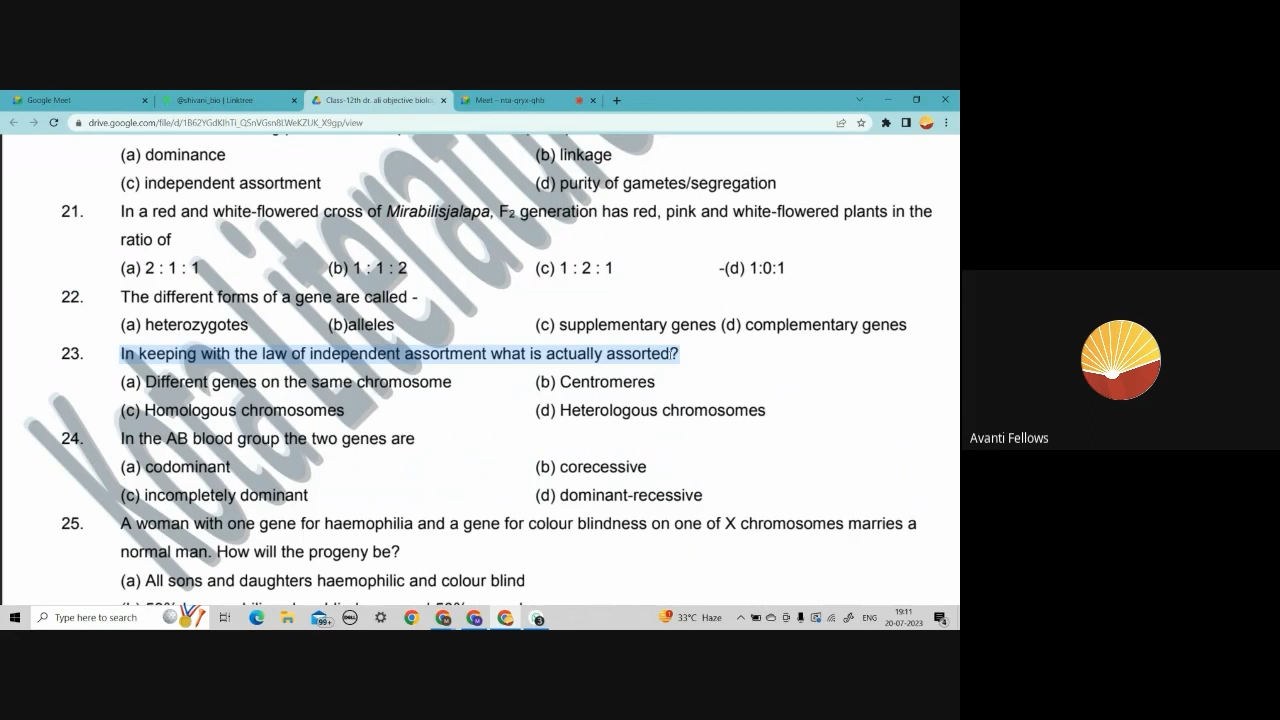 Google Meet
@shivani_bio | Linktree
Class-12th dr. ali objective biolo
Meet - nta-qryx-qhb
drive.google.com/file/d/1B62YGdKlhTi_QSnVGsn8LWeKZUK_X9gp/view
(a) dominance (b) linkage
(c) independent assortment (d) purity of gametes/segregation
21. In a red and white-flowered cross of Mirabilisjalapa, F2 generation has red, pink and white-flowered plants in the
ratio of
(a) 2 : 1 : 1 (b) 1 : 1 : 2 (c) 1 : 2 : 1 -(d) 1:0:1
22. The different forms of a gene are called -
(a) heterozygotes (b)alleles (c) supplementary genes (d) complementary genes
23. In keeping with the law of independent assortment what is actually assorted?
(a) Different genes on the same chromosome (b) Centromeres
(c) Homologous chromosomes (d) Heterologous chromosomes
24. In the AB blood group the two genes are
(a) codominant (b) corecessive
(c) incompletely dominant (d) dominant-recessive
25. A woman with one gene for haemophilia and a gene for colour blindness on one of X chromosomes marries a
normal man. How will the progeny be?
(a) All sons and daughters haemophilic and colour blind
Kota Literature
Avanti Fellows
Type here to search
99+
DELL
3
33°C Haze
ENG
19:11
20-07-2023
4